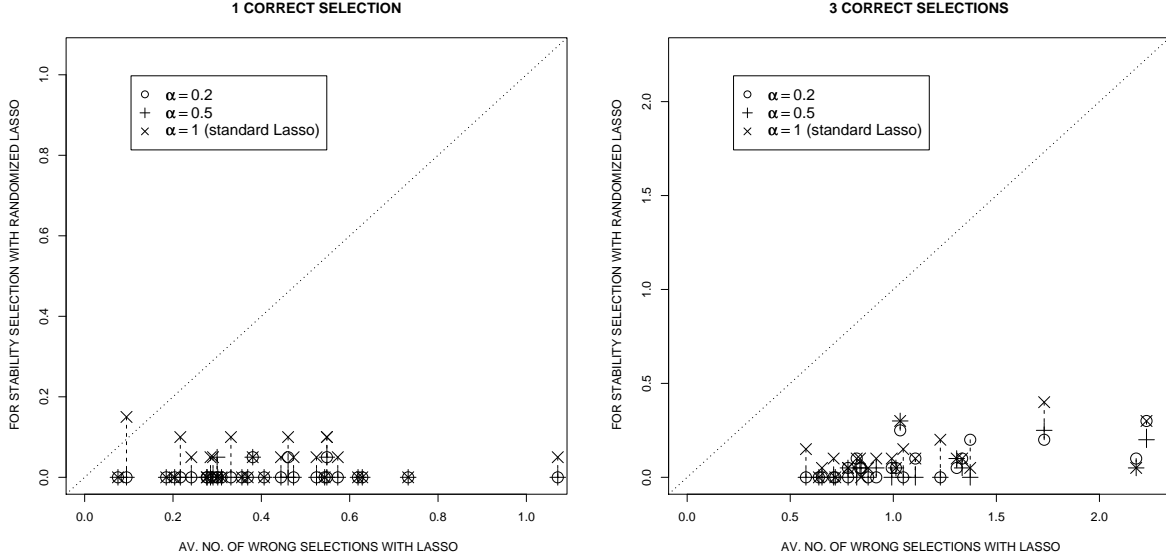 1 CORRECT SELECTION
FOR STABILITY SELECTION WITH RANDOMIZED LASSO
1.0
0.8
0.6
0.4
0.2
0.0
α = 0.2
α = 0.5
α = 1 (standard Lasso)
0.0 0.2 0.4 0.6 0.8 1.0
AV. NO. OF WRONG SELECTIONS WITH LASSO
3 CORRECT SELECTIONS
FOR STABILITY SELECTION WITH RANDOMIZED LASSO
2.0
1.5
1.0
0.5
0.0
α = 0.2
α = 0.5
α = 1 (standard Lasso)
0.0 0.5 1.0 1.5 2.0
AV. NO. OF WRONG SELECTIONS WITH LASSO